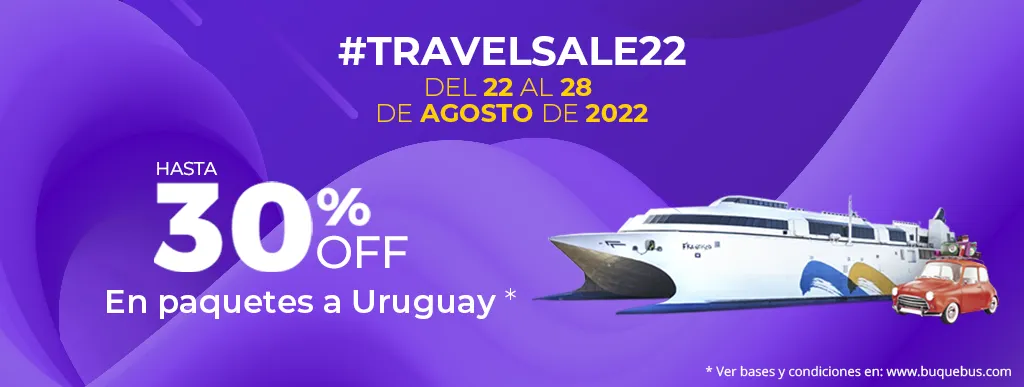 #TRAVELSALE22
DEL 22 AL 28
DE AGOSTO DE 2022
HASTA
30% OFF
En paquetes a Uruguay *
* Ver bases y condiciones en: www.buquebus.com